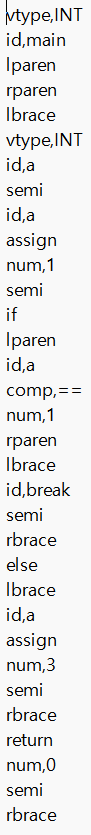 vtype,INT
id,main
lparen
rparen
lbrace
vtype,INT
id,a
semi
id,a
assign
num,1
semi
if
lparen
id,a
comp,==
num,1
rparen
lbrace
id,break
semi
rbrace
else
lbrace
id,a
assign
num,3
semi
rbrace
return
num,0
semi
rbrace